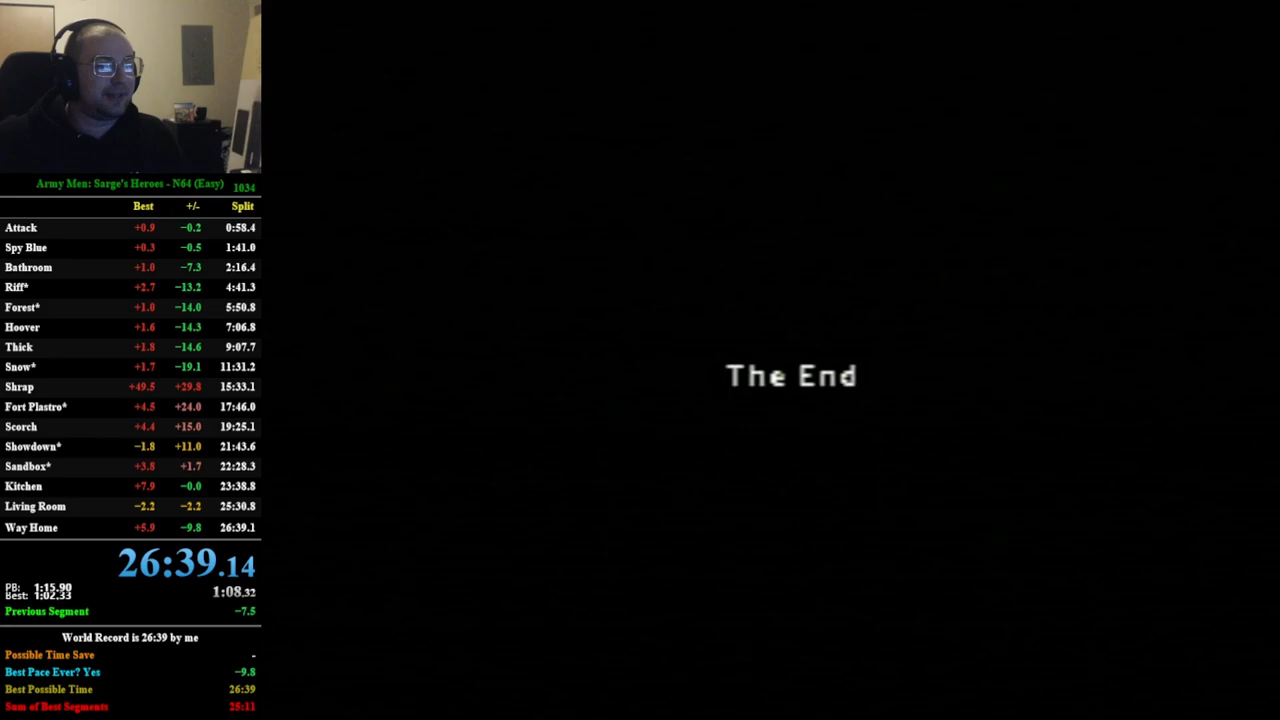 Army Men: Sarge's Heroes - N64 (Easy) 1034
Best +/- Split
Attack +0.9 −0.2 0:58.4
Spy Blue +0.3 −0.5 1:41.0
Bathroom +1.0 −7.3 2:16.4
Riff* +2.7 −13.2 4:41.3
Forest* +1.0 −14.0 5:50.8
Hoover +1.6 −14.3 7:06.8
Thick +1.8 −14.6 9:07.7
Snow* +1.7 −19.1 11:31.2
Shrap +49.5 +29.8 15:33.1
Fort Plastro* +4.5 +24.0 17:46.0
Scorch +4.4 +15.0 19:25.1
Showdown* −1.8 +11.0 21:43.6
Sandbox* +3.8 +1.7 22:28.3
Kitchen +7.9 −0.0 23:38.8
Living Room −2.2 −2.2 25:30.8
Way Home +5.9 −9.8 26:39.1
26:39.14
PB: 1:15.90
Best: 1:02.33 1:08.32
Previous Segment −7.5
World Record is 26:39 by me
Possible Time Save -
Best Pace Ever? Yes −9.8
Best Possible Time 26:39
Sum of Best Segments 25:11
The End